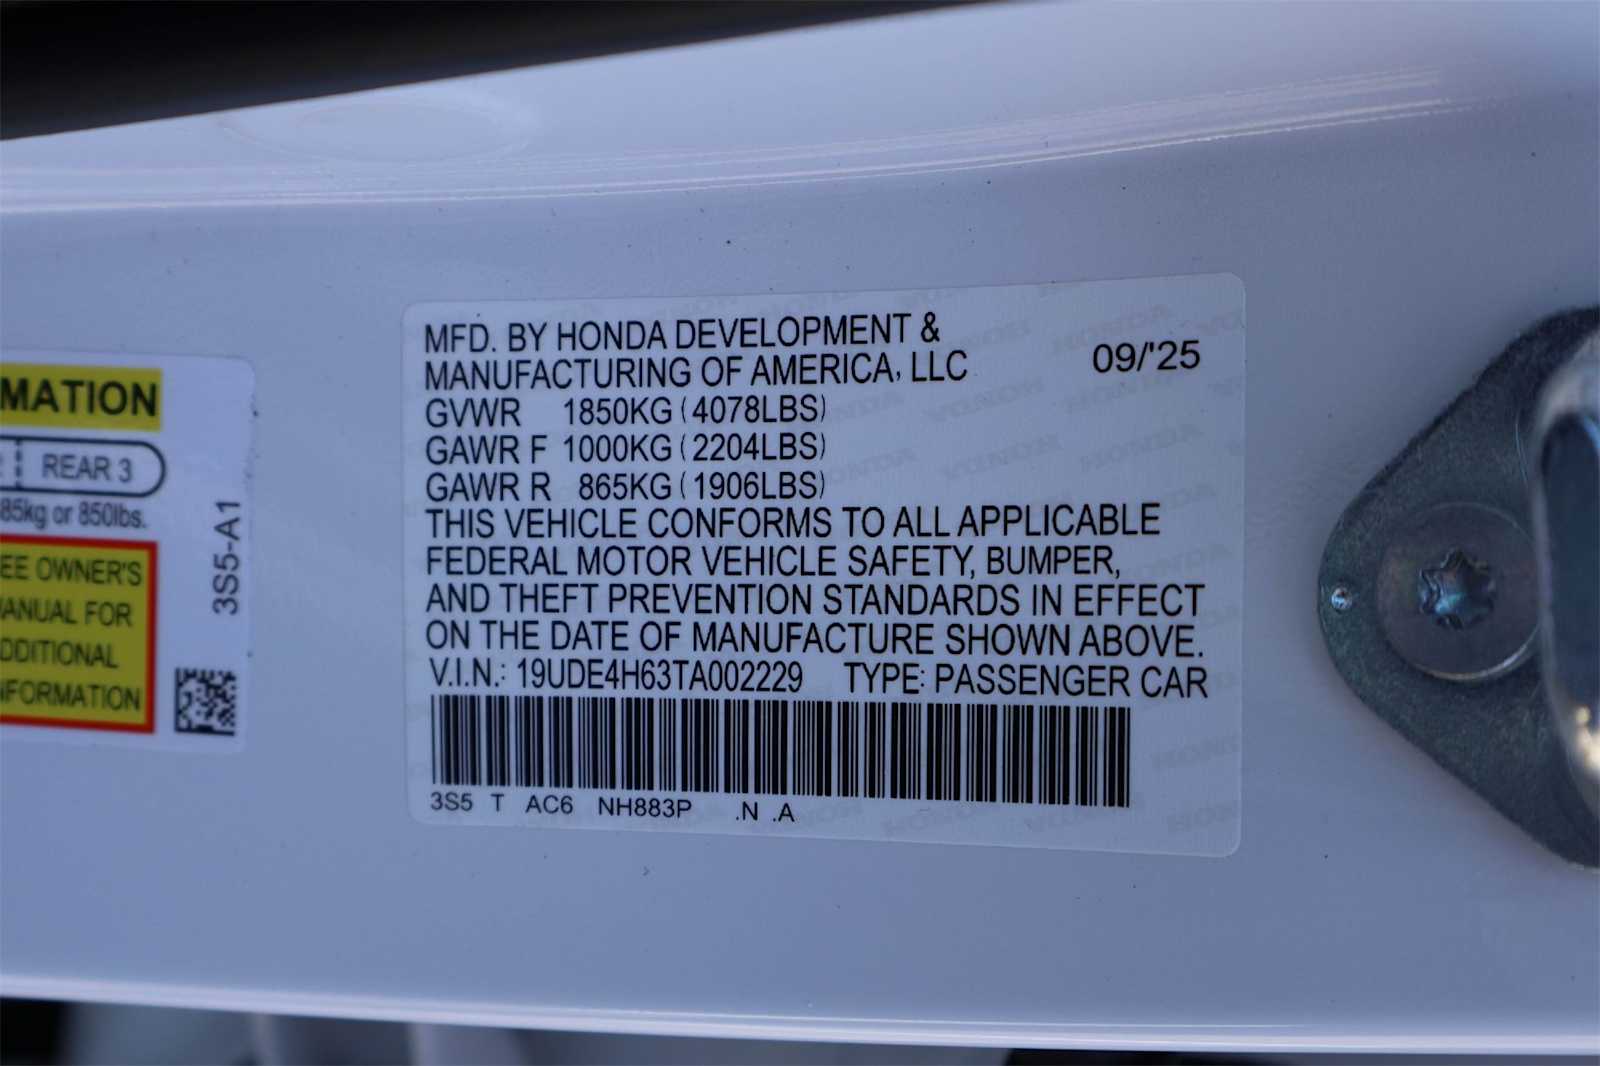 MATION
REAR 3
85kg or 850lbs.
EE OWNER'S
MANUAL FOR
DDITIONAL
NFORMATION
3S5-A1
MFD. BY HONDA DEVELOPMENT &
MANUFACTURING OF AMERICA, LLC 09/'25
GVWR 1850KG (4078LBS)
GAWR F 1000KG (2204LBS)
GAWR R 865KG (1906LBS)
THIS VEHICLE CONFORMS TO ALL APPLICABLE
FEDERAL MOTOR VEHICLE SAFETY, BUMPER,
AND THEFT PREVENTION STANDARDS IN EFFECT
ON THE DATE OF MANUFACTURE SHOWN ABOVE.
V.I.N.: 19UDE4H63TA002229 TYPE: PASSENGER CAR
3S5 T AC6 NH883P .N .A